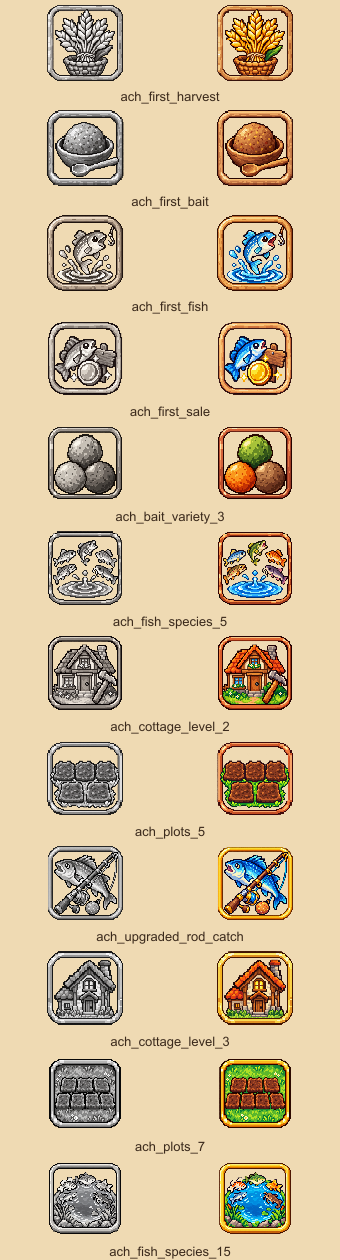 ach_first_harvest
ach_first_bait
ach_first_fish
ach_first_sale
ach_bait_variety_3
ach_fish_species_5
ach_cottage_level_2
ach_plots_5
ach_upgraded_rod_catch
ach_cottage_level_3
ach_plots_7
ach_fish_species_15